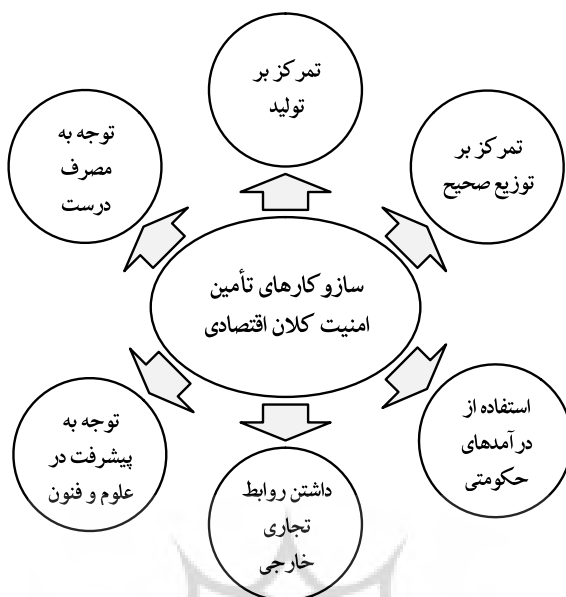 تمرکز بر
تولید
تمرکز بر
توزیع صحیح
توجه به
مصرف
درست
سازوکارهای تأمین
امنیت کلان اقتصادی
استفاده از
درآمدهای
حکومتی
توجه به
پیشرفت در
علوم و فنون
داشتن روابط
تجاری
خارجی